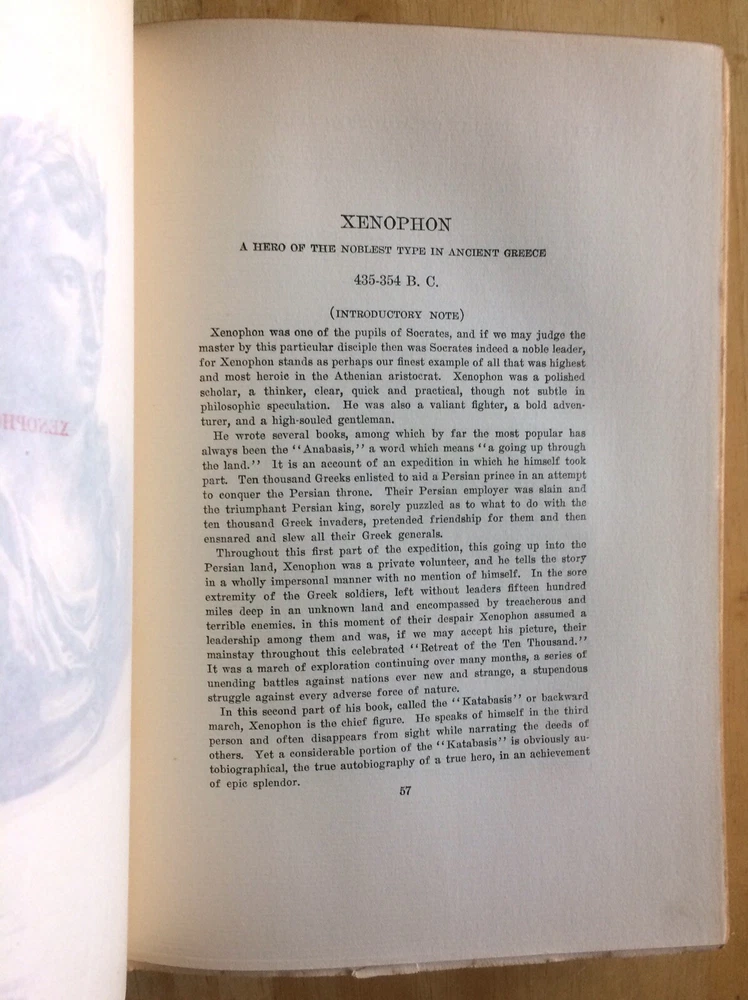 XENOPHON
A HERO OF THE NOBLEST TYPE IN ANCIENT GREECE
435-354 B. C.
(INTRODUCTORY NOTE)
Xenophon was one of the pupils of Socrates, and if we may judge the
master by this particular disciple then was Socrates indeed a noble leader,
for Xenophon stands as perhaps our finest example of all that was highest
and most heroic in the Athenian aristocrat. Xenophon was a polished
scholar, a thinker, clear, quick and practical, though not subtle in
philosophic speculation. He was also a valiant fighter, a bold adven-
turer, and a high-souled gentleman.
He wrote several books, among which by far the most popular has
always been the "Anabasis," a word which means "a going up through
the land." It is an account of an expedition in which he himself took
part. Ten thousand Greeks enlisted to aid a Persian prince in an attempt
to conquer the Persian throne. Their Persian employer was slain and
the triumphant Persian king, sorely puzzled as to what to do with the
ten thousand Greek invaders, pretended friendship for them and then
ensnared and slew all their Greek generals.
Throughout this first part of the expedition, this going up into the
Persian land, Xenophon was a private volunteer, and he tells the story
in a wholly impersonal manner with no mention of himself. In the sore
extremity of the Greek soldiers, left without leaders fifteen hundred
miles deep in an unknown land and encompassed by treacherous and
terrible enemies. in this moment of their despair Xenophon assumed a
leadership among them and was, if we may accept his picture, their
mainstay throughout this celebrated "Retreat of the Ten Thousand."
It was a march of exploration continuing over many months, a series of
unending battles against nations ever new and strange, a stupendous
struggle against every adverse force of nature.
In this second part of his book, called the "Katabasis" or backward
march, Xenophon is the chief figure. He speaks of himself in the third
person and often disappears from sight while narrating the deeds of
others. Yet a considerable portion of the "Katabasis" is obviously au-
tobiographical, the true autobiography of a true hero, in an achievement
of epic splendor.
57